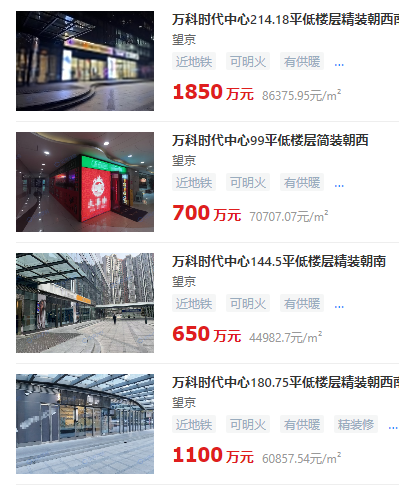 万科时代中心214.18平低楼层精装朝西
望京
近地铁 可明火 有供暖 ...
1850万元 86375.95元/m²
万科时代中心99平低楼层简装朝西
望京
近地铁 可明火 有供暖 ...
700万元 70707.07元/m²
万科时代中心144.5平低楼层精装朝南
望京
近地铁 可明火 有供暖 ...
650万元 44982.7元/m²
万科时代中心180.75平低楼层精装朝西
望京
近地铁 可明火 有供暖 精装修 ...
1100万元 60857.54元/m²